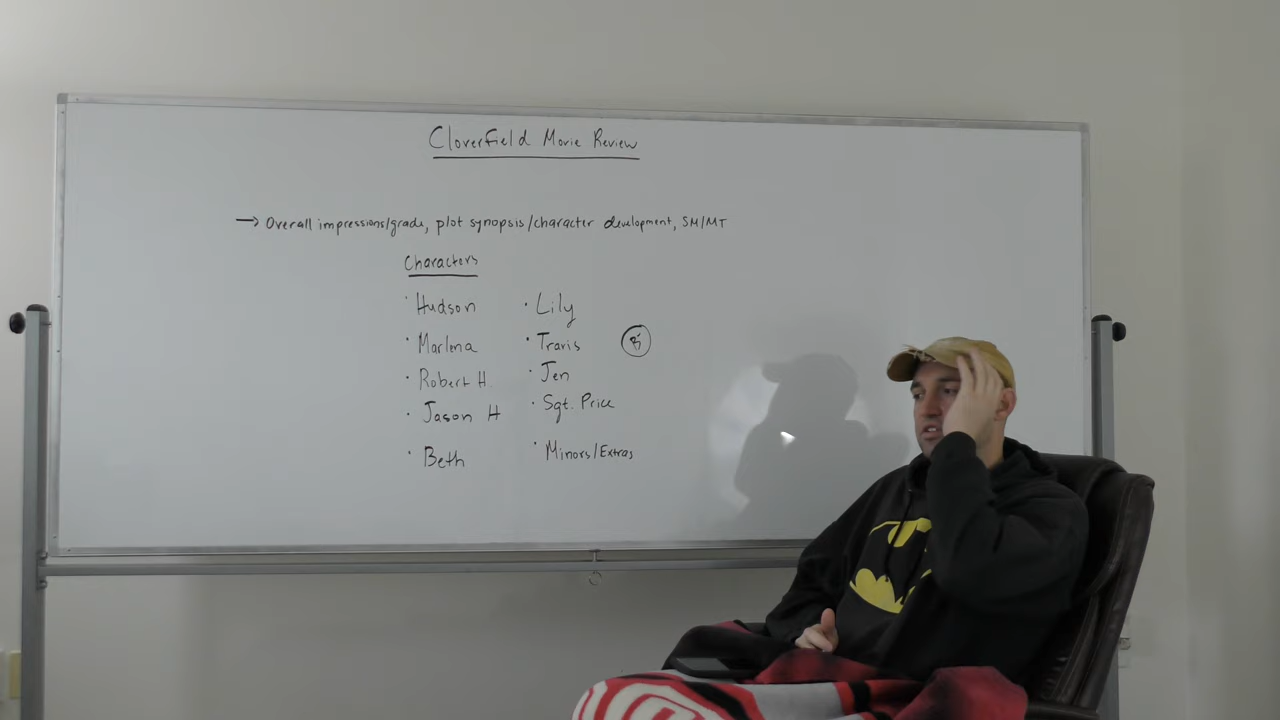 Cloverfield Movie Review
→ Overall impressions/grade, plot synopsis/character development, SM/MT
Charactors
· Hudson
· Marlena
· Robert H.
· Jason H
· Beth
· Lily
· Travis
· Jen
· Sgt. Price
· Minors/Extras